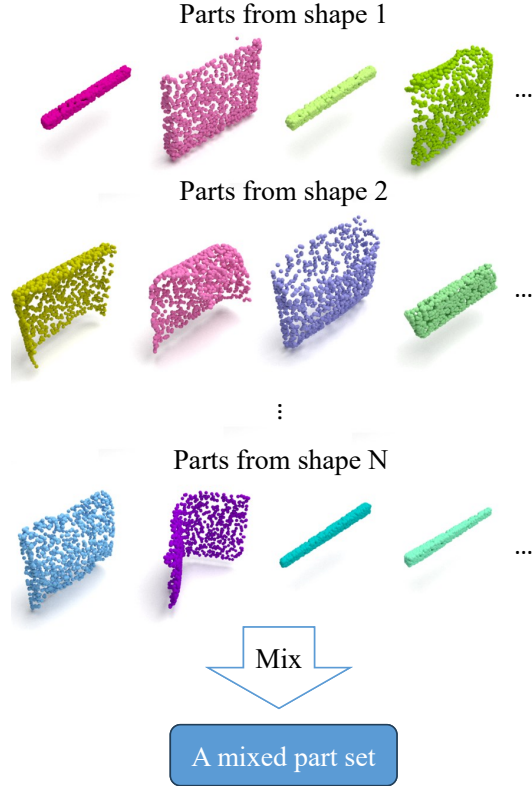 Parts from shape 1
...
Parts from shape 2
...
⋮
Parts from shape N
...
Mix
A mixed part set